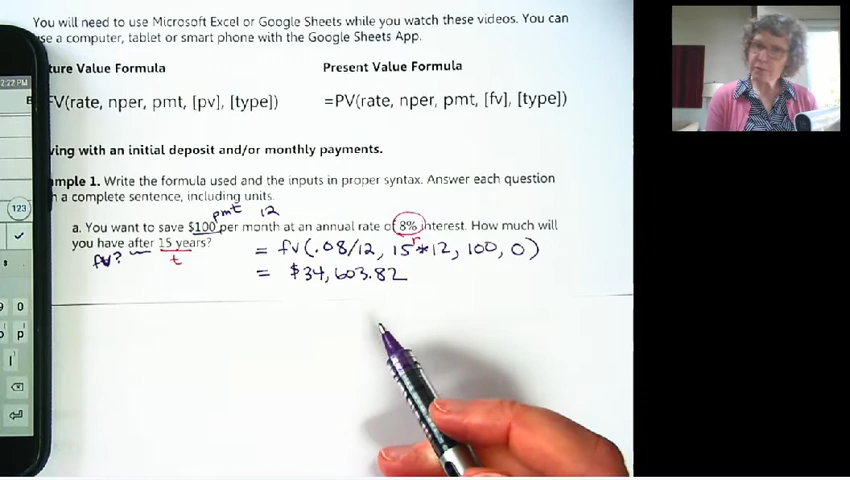 You will need to use Microsoft Excel or Google Sheets while you watch these videos. You can
use a computer, tablet or smart phone with the Google Sheets App.
2:22 PM
ture Value Formula
Present Value Formula
FV(rate, nper, pmt, [pv], [type])
=PV(rate, nper, pmt, [fv], [type])
ving with an initial deposit and/or monthly payments.
mple 1. Write the formula used and the inputs in proper syntax. Answer each question
n a complete sentence, including units.
123
pmt 12
a. You want to save $100 per month at an annual rate of 8% interest. How much will
you have after 15 years?
r
= fv(.08/12, 15*12, 100, 0)
fv?
t
= $34,603.82
9 0
o p
l